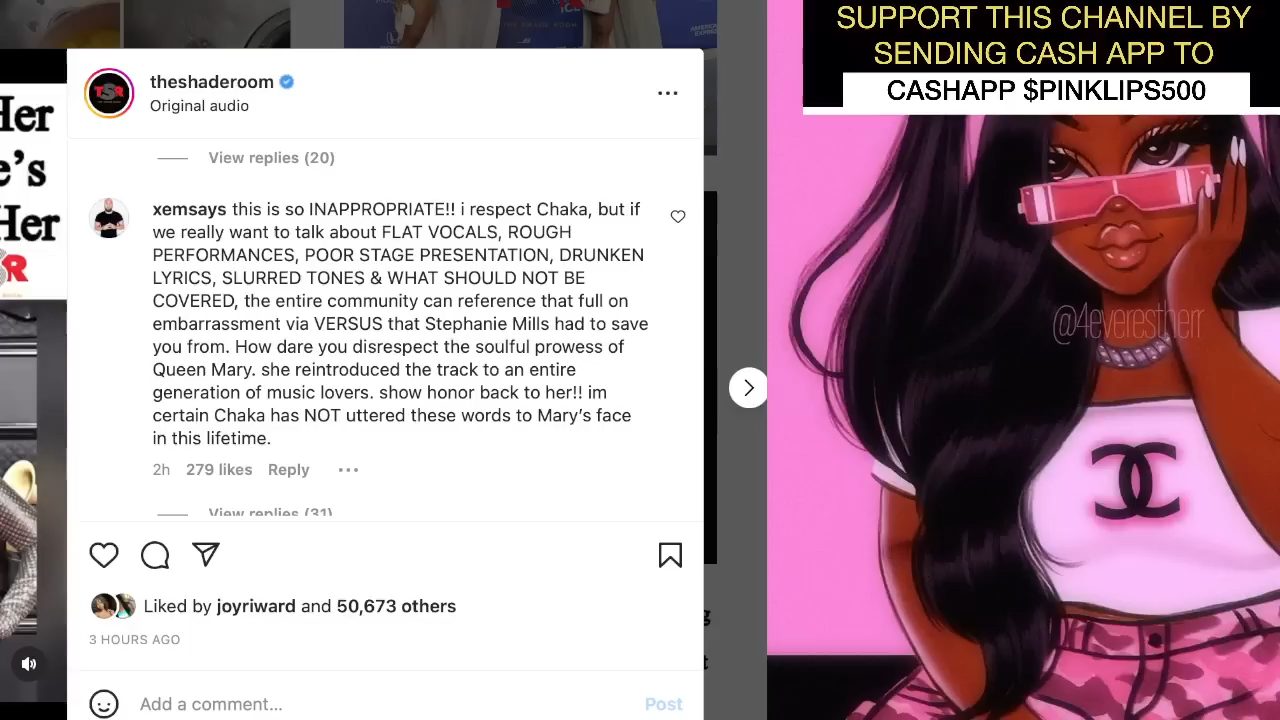 SUPPORT THIS CHANNEL BY
SENDING CASH APP TO
CASHAPP $PINKLIPS500
Her
e's
Her
R
theshaderoom
Original audio
TSR
View replies (20)
xemsays this is so INAPPROPRIATE!! i respect Chaka, but if
we really want to talk about FLAT VOCALS, ROUGH
PERFORMANCES, POOR STAGE PRESENTATION, DRUNKEN
LYRICS, SLURRED TONES & WHAT SHOULD NOT BE
COVERED, the entire community can reference that full on
embarrassment via VERSUS that Stephanie Mills had to save
you from. How dare you disrespect the soulful prowess of
Queen Mary. she reintroduced the track to an entire
generation of music lovers. show honor back to her!! im
certain Chaka has NOT uttered these words to Mary's face
in this lifetime.
2h 279 likes Reply
View replies (31)
Liked by joyriward and 50,673 others
3 HOURS AGO
Add a comment... Post
@4everestherr